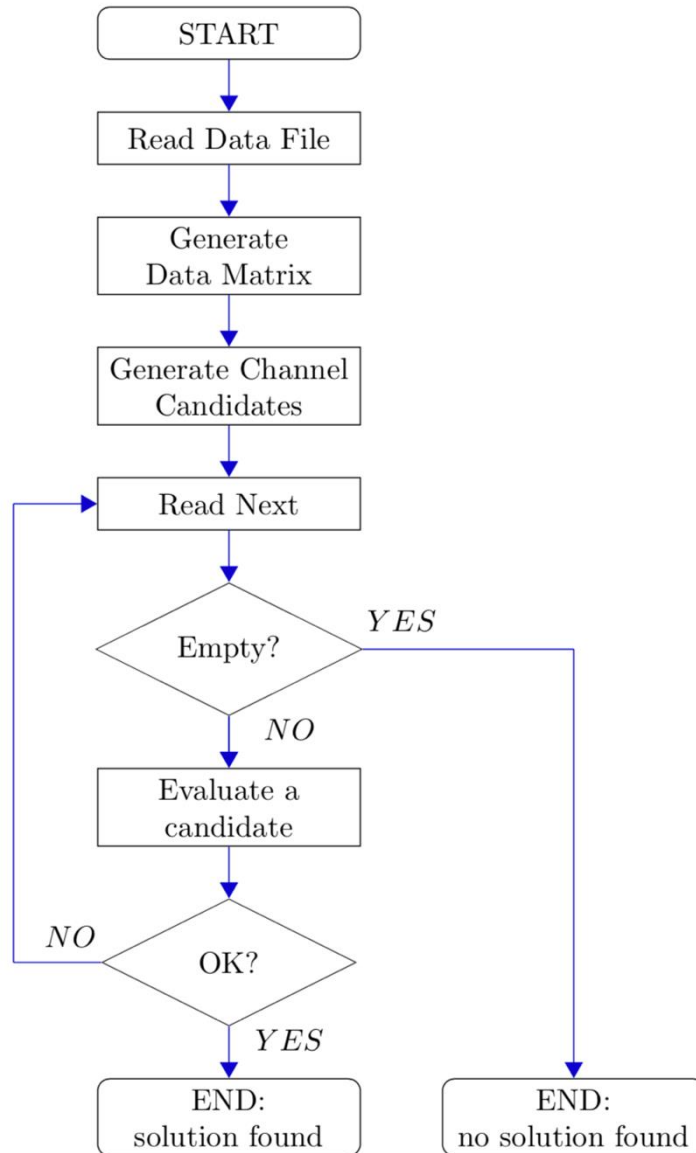 START
Read Data File
Generate
Data Matrix
Generate Channel
Candidates
Read Next
YES
Empty?
NO
Evaluate a
candidate
NO
OK?
YES
END:
solution found
END:
no solution found